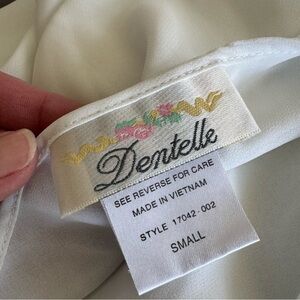 Dentelle
SEE REVERSE FOR CARE
MADE IN VIETNAM
STYLE 17042-002
SMALL